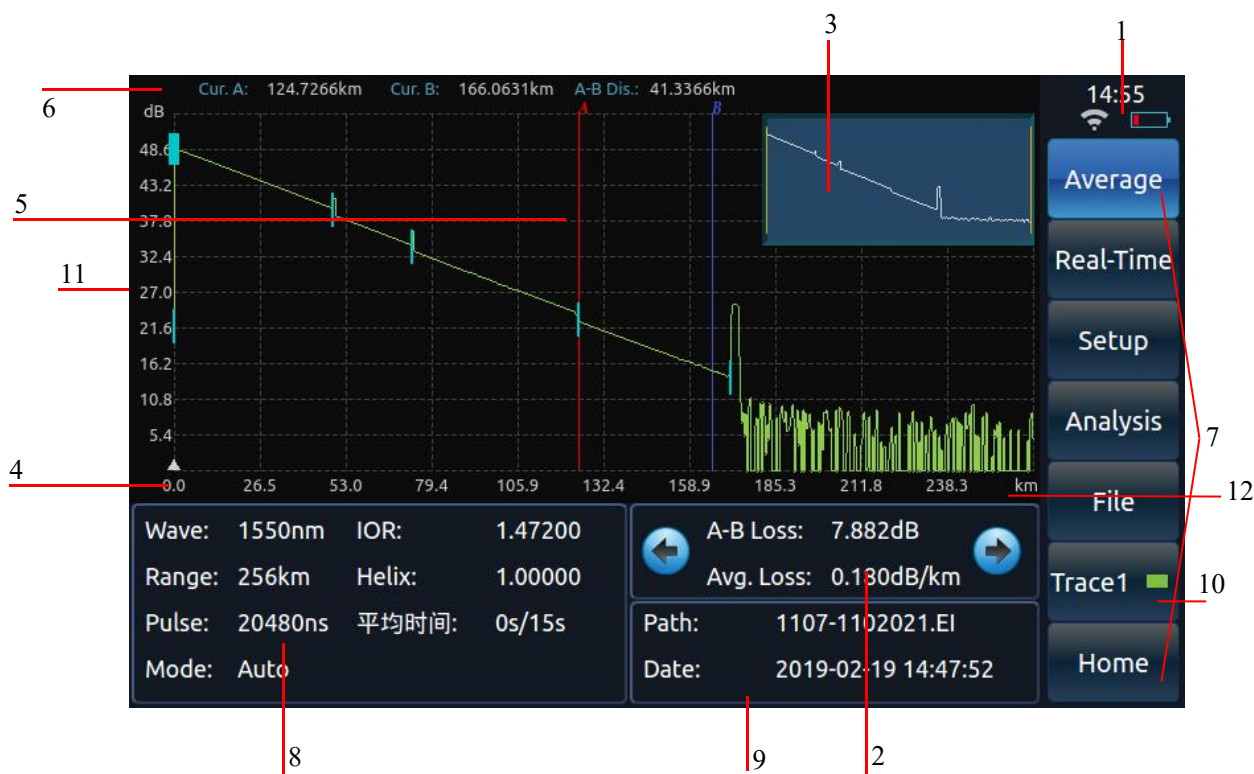 3
1
6
Cur. A: 124.7266km Cur. B: 166.0631km A-B Dis.: 41.3366km
14:55
dB
A
B
48.6
43.2
37.8
32.4
27.0
21.6
16.2
10.8
5.4
5
11
4
0.0 26.5 53.0 79.4 105.9 132.4 158.9 185.3 211.8 238.3 km
Average
Real-Time
Setup
Analysis
File
Trace1
Home
7
12
10
Wave: 1550nm IOR: 1.47200
Range: 256km Helix: 1.00000
Pulse: 20480ns 平均时间: 0s/15s
Mode: Auto
A-B Loss: 7.882dB
Avg. Loss: 0.180dB/km
Path: 1107-1102021.EI
Date: 2019-02-19 14:47:52
8
9
2